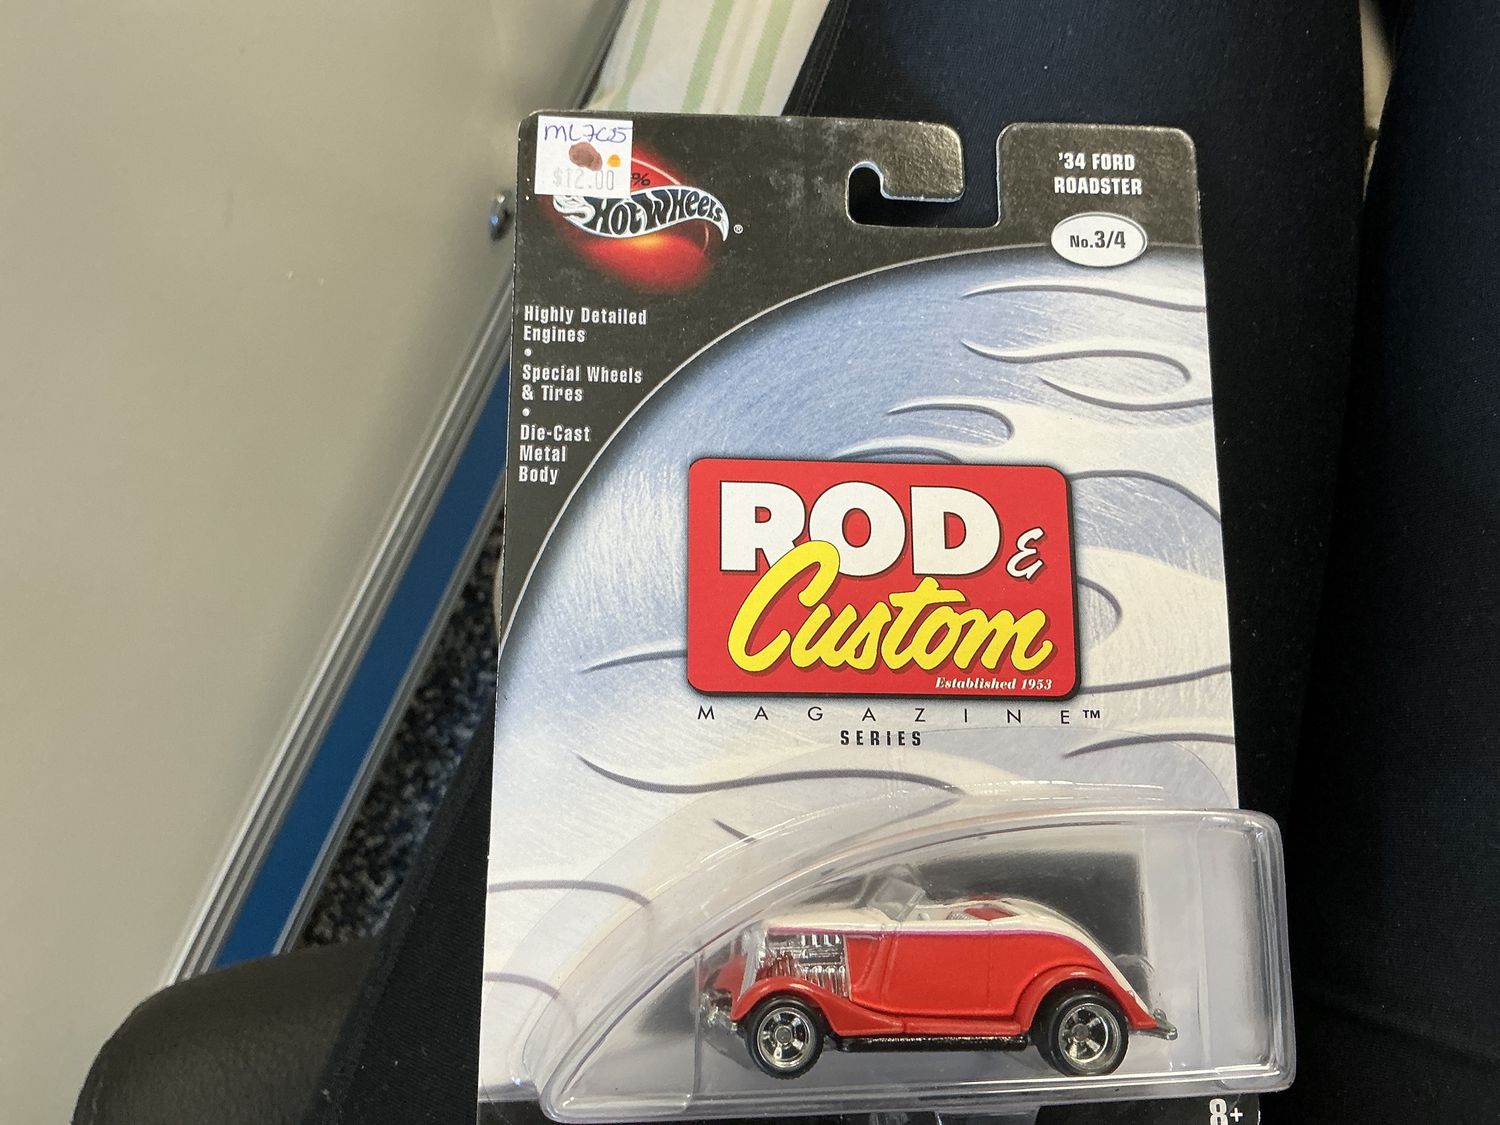 ML7C5
$12.00
%
HOT WHEELS®
'34 FORD
ROADSTER
No.3/4
Highly Detailed
Engines
•
Special Wheels
& Tires
•
Die-Cast
Metal
Body
ROD &
Custom
Established 1953
MAGAZINE™
SERIES
8+